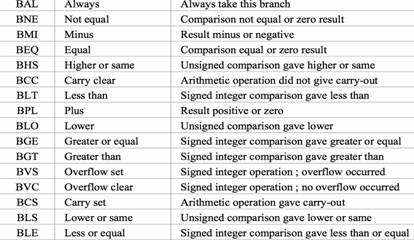 BAL Always Always take this branch
BNE Not equal Comparison not equal or zero result
BMI Minus Result minus or negative
BEQ Equal Comparison equal or zero result
BHS Higher or same Unsigned comparison gave higher or same
BCC Carry clear Arithmetic operation did not give carry-out
BLT Less than Signed integer comparison gave less than
BPL Plus Result positive or zero
BLO Lower Unsigned comparison gave lower
BGE Greater or equal Signed integer comparison gave greater or equal
BGT Greater than Signed integer comparison gave greater than
BVS Overflow set Signed integer operation ; overflow occurred
BVC Overflow clear Signed integer operation ; no overflow occurred
BCS Carry set Arithmetic operation gave carry-out
BLS Lower or same Unsigned comparison gave lower or same
BLE Less or equal Signed integer comparison gave less than or equal